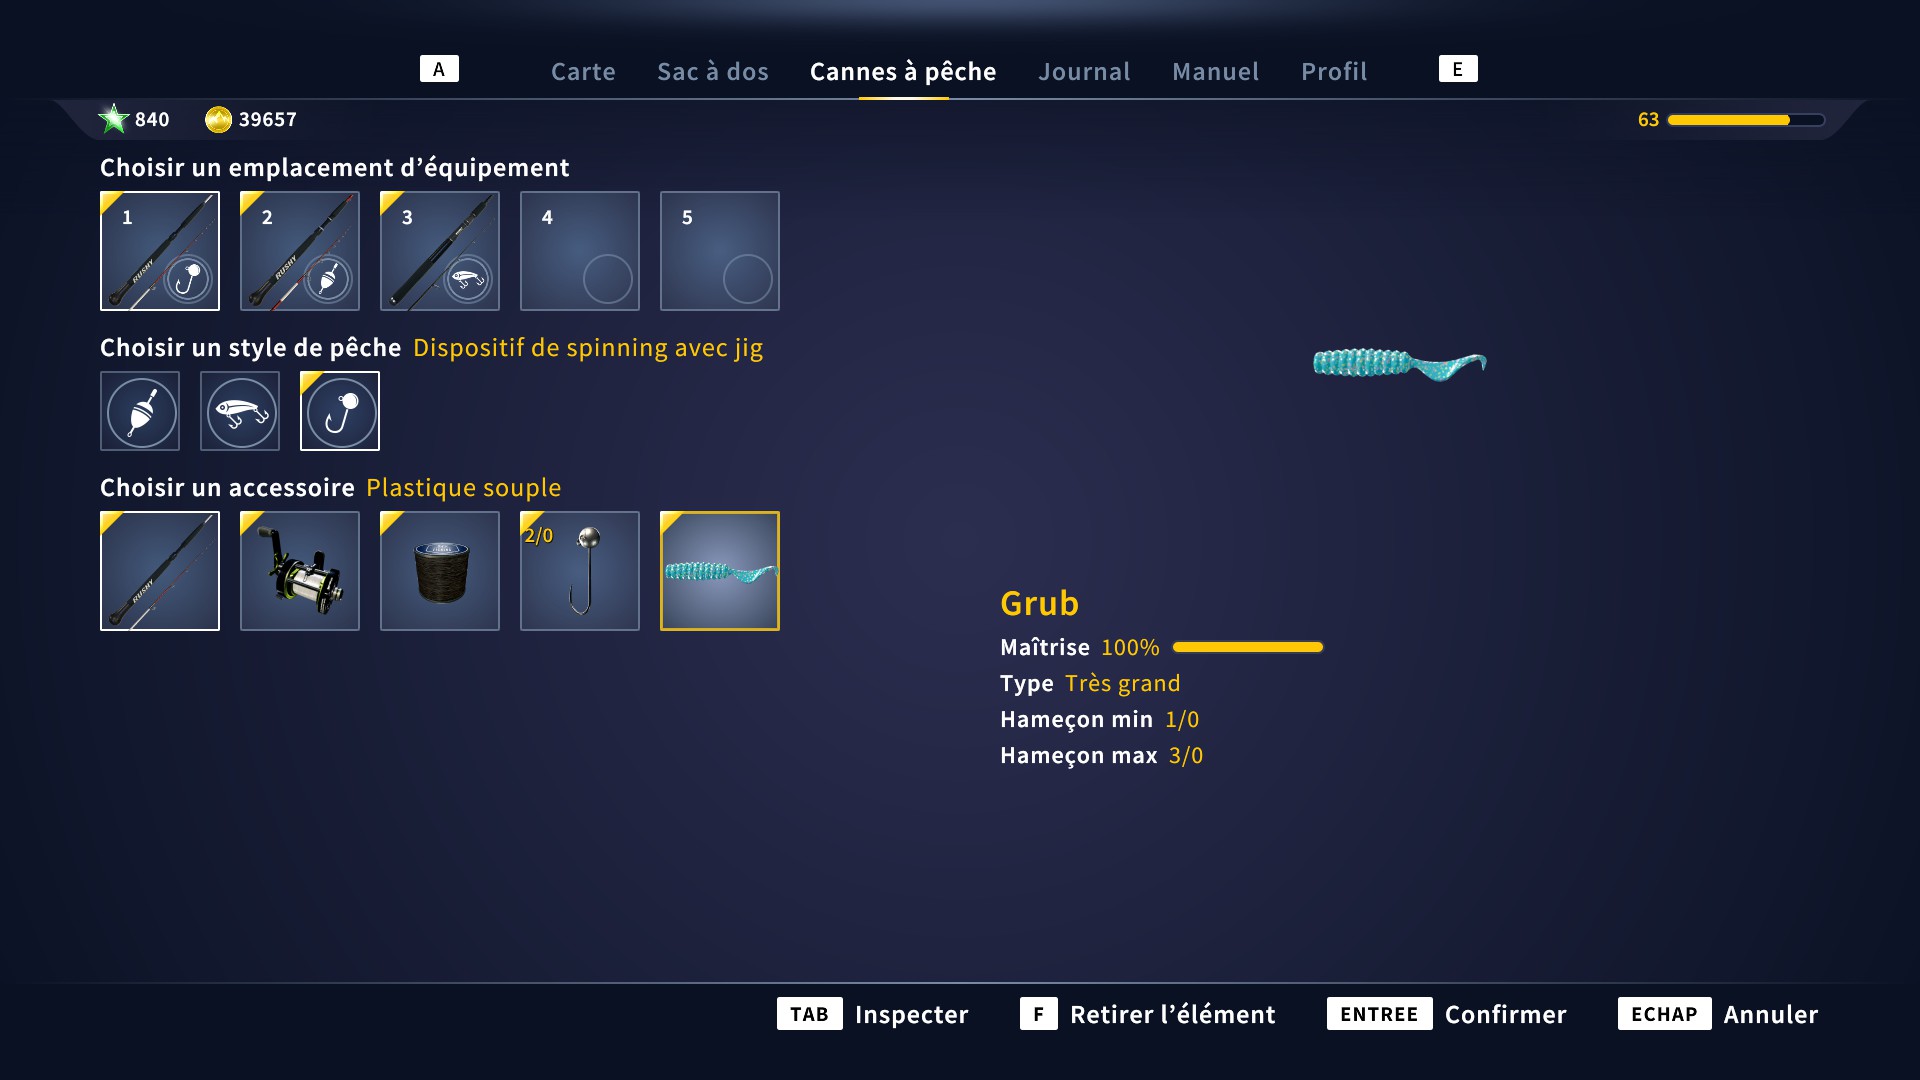 A
Carte
Sac à dos
Cannes à pêche
Journal
Manuel
Profil
E
840
39657
63
Choisir un emplacement d’équipement
1
2
3
4
5
RUSHY
RUSHY
Choisir un style de pêche Dispositif de spinning avec jig
Choisir un accessoire Plastique souple
2/0
RUSHY
Grub
Maîtrise 100%
Type Très grand
Hameçon min 1/0
Hameçon max 3/0
TAB Inspecter
F Retirer l’élément
ENTREE Confirmer
ECHAP Annuler